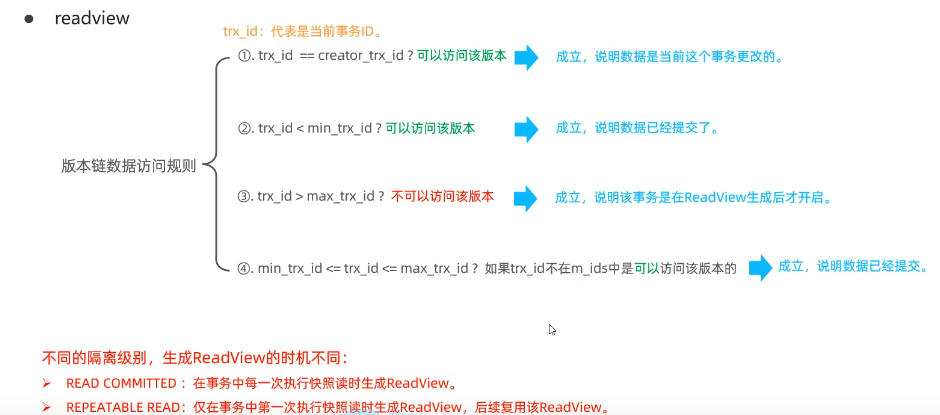 ● readview
trx_id：代表是当前事务ID。
①. trx_id == creator_trx_id ? 可以访问该版本 成立，说明数据是当前这个事务更改的。
②. trx_id < min_trx_id ? 可以访问该版本 成立，说明数据已经提交了。
版本链数据访问规则
③. trx_id > max_trx_id ? 不可以访问该版本 成立，说明该事务是在ReadView生成后才开启。
④. min_trx_id <= trx_id <= max_trx_id ? 如果trx_id不在m_ids中是可以访问该版本的 成立，说明数据已经提交。
不同的隔离级别，生成ReadView的时机不同：
➢ READ COMMITTED ：在事务中每一次执行快照读时生成ReadView。
➢ REPEATABLE READ：仅在事务中第一次执行快照读时生成ReadView，后续复用该ReadView。